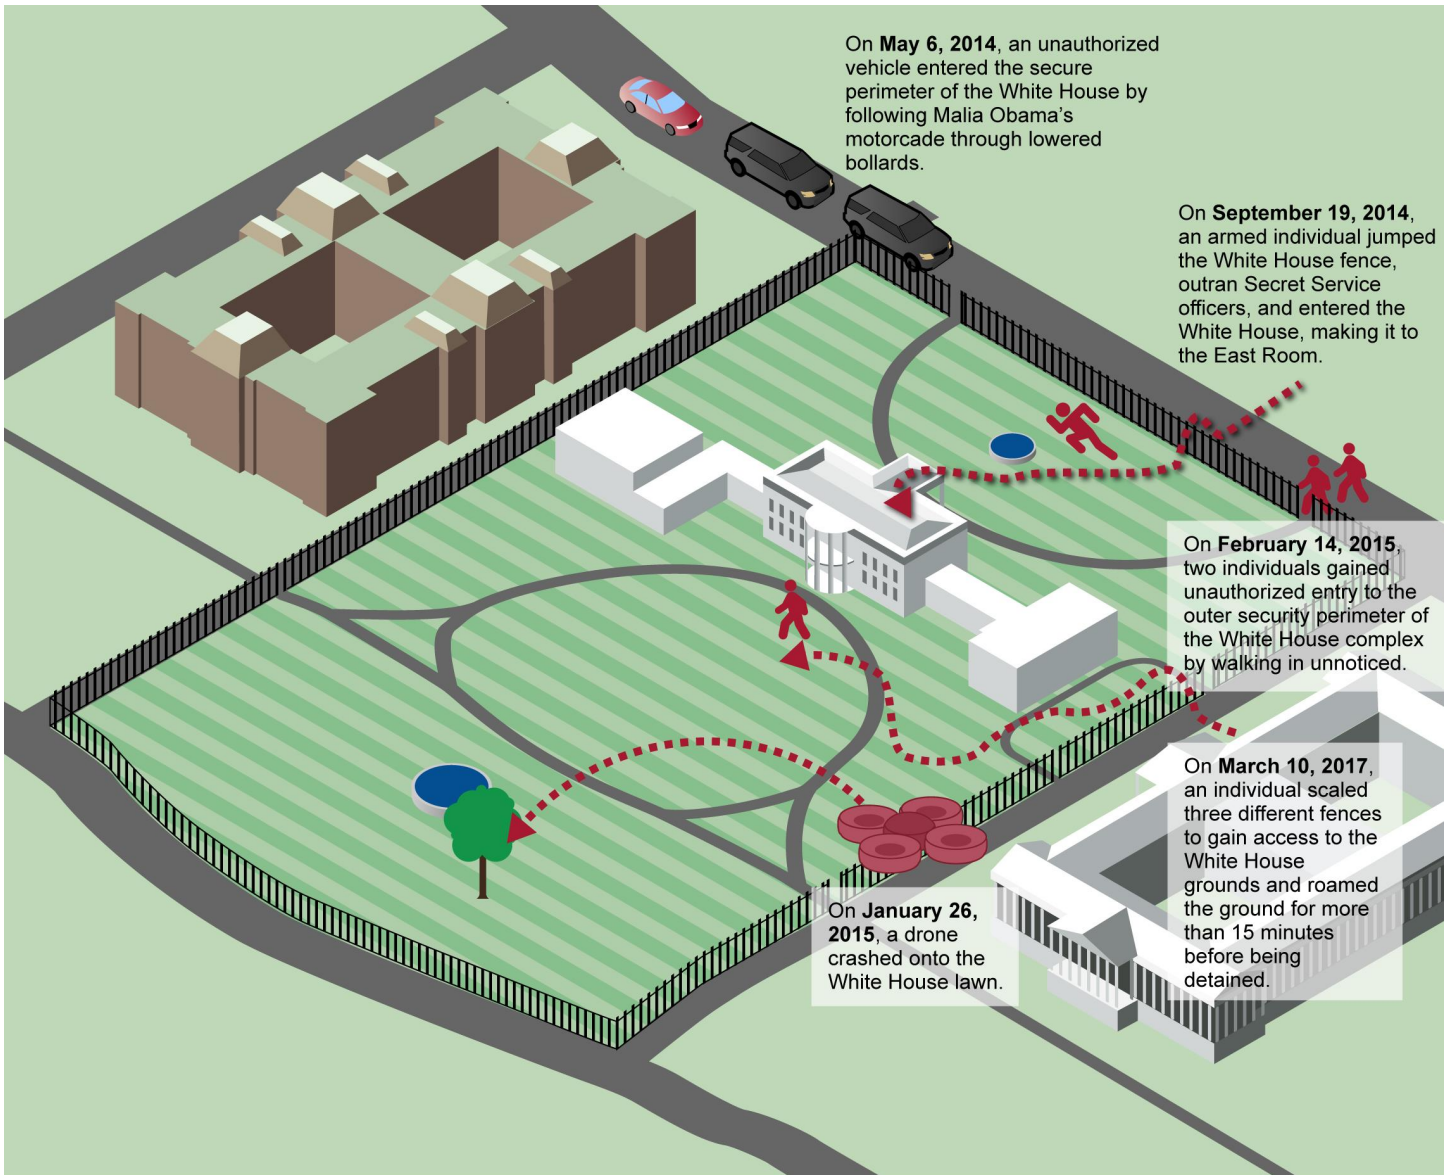 On May 6, 2014, an unauthorized
vehicle entered the secure
perimeter of the White House by
following Malia Obama's
motorcade through lowered
bollards.
On September 19, 2014,
an armed individual jumped
the White House fence,
outran Secret Service
officers, and entered the
White House, making it to
the East Room.
On February 14, 2015,
two individuals gained
unauthorized entry to the
outer security perimeter of
the White House complex
by walking in unnoticed.
On March 10, 2017,
an individual scaled
three different fences
to gain access to the
White House
grounds and roamed
the ground for more
than 15 minutes
before being
detained.
On January 26,
2015, a drone
crashed onto the
White House lawn.